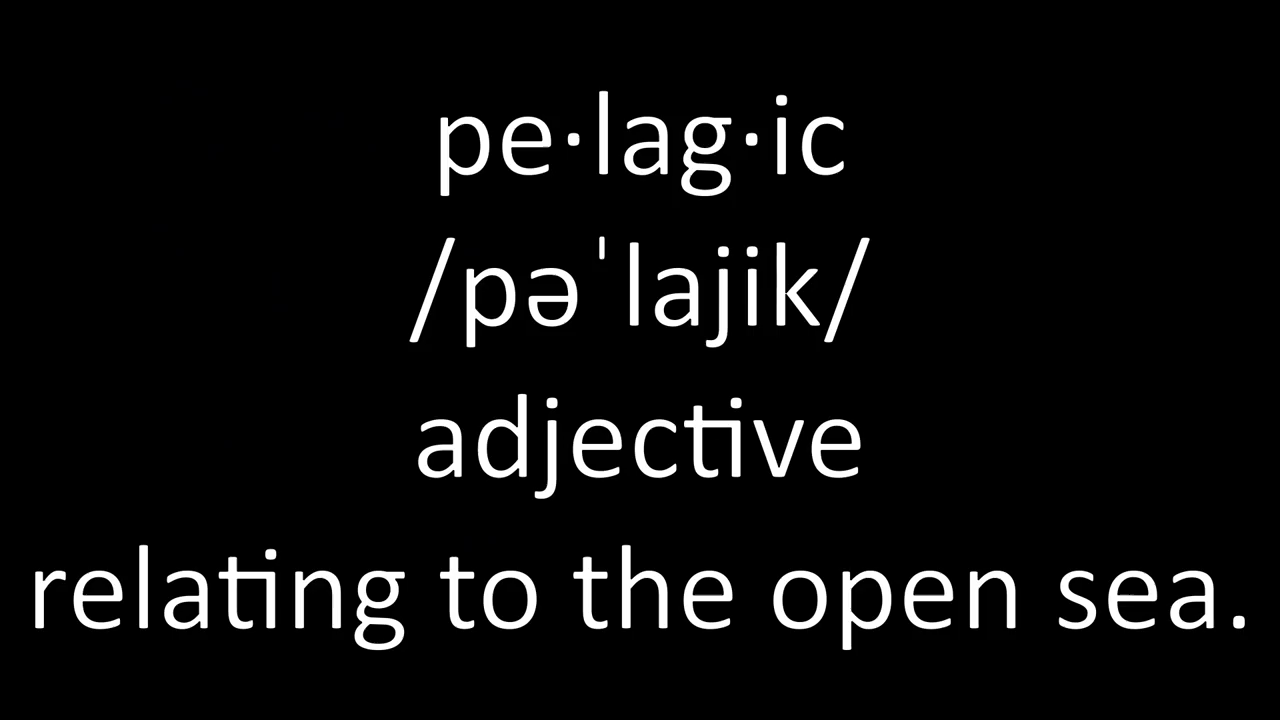 pe·lag·ic
/pəˈlajik/
adjective
relating to the open sea.